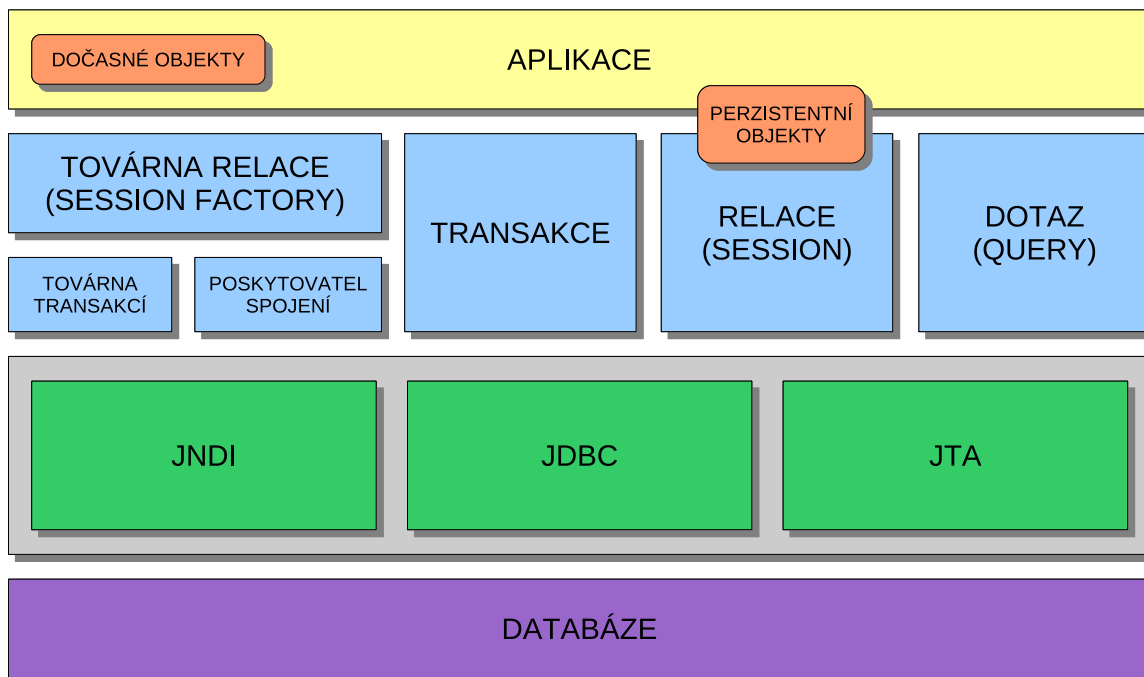 DOČASNÉ OBJEKTY
APLIKACE
PERZISTENTNÍ
OBJEKTY
TOVÁRNA RELACE
(SESSION FACTORY)
TRANSAKCE
RELACE
(SESSION)
DOTAZ
(QUERY)
TOVÁRNA
TRANSAKCÍ
POSKYTOVATEL
SPOJENÍ
JNDI
JDBC
JTA
DATABÁZE